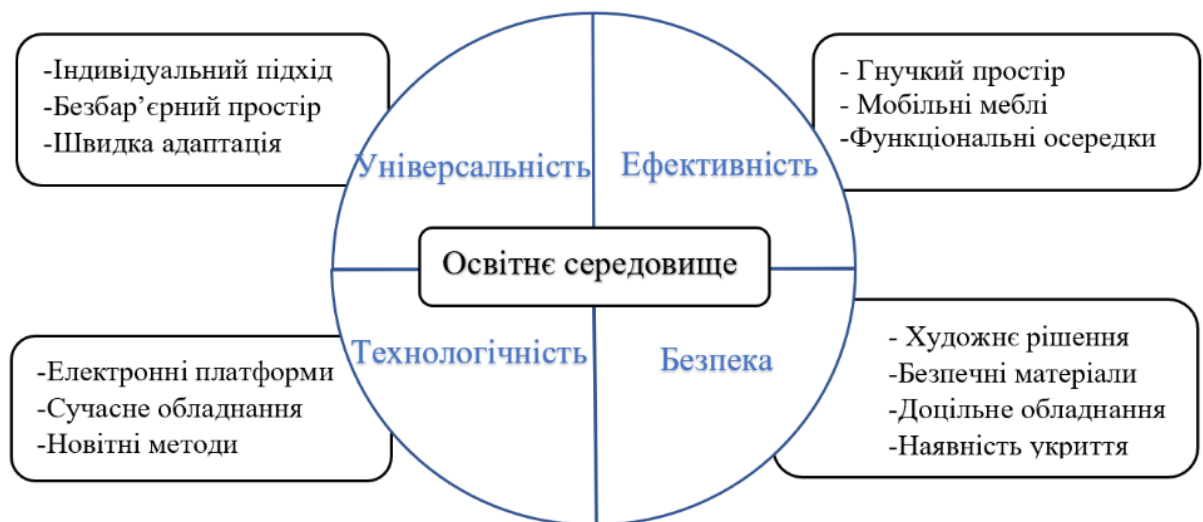 -Індивідуальний підхід
-Безбар’єрний простір
-Швидка адаптація
- Гнучкий простір
- Мобільні меблі
-Функціональні осередки
Універсальність
Ефективність
Освітнє середовище
Технологічність
Безпека
-Електронні платформи
-Сучасне обладнання
-Новітні методи
- Художнє рішення
-Безпечні матеріали
-Доцільне обладнання
-Наявність укриття